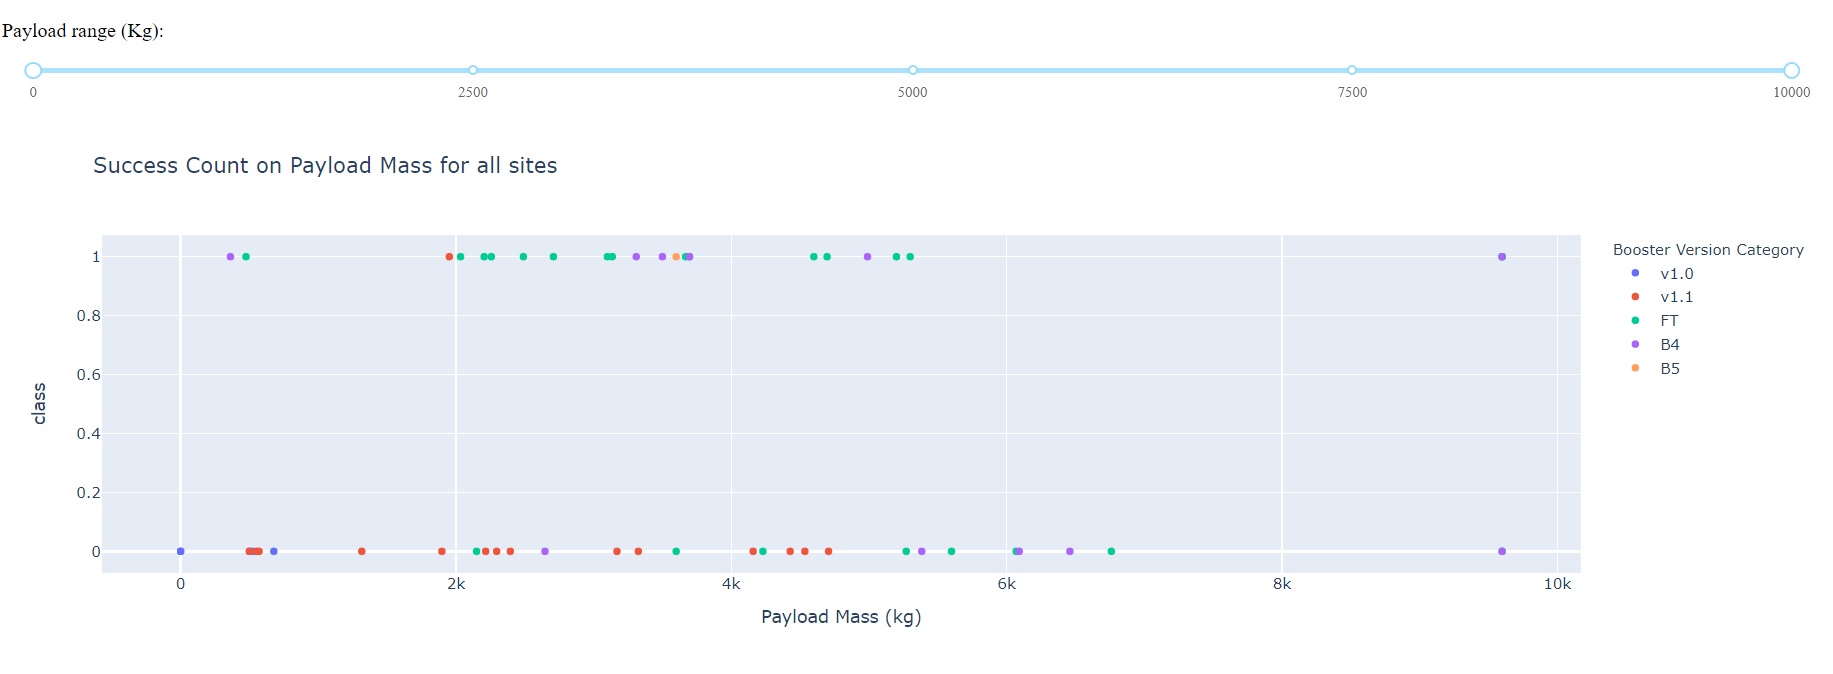 Payload range (Kg):
0 2500 5000 7500 10000
Success Count on Payload Mass for all sites
Booster Version Category
v1.0
v1.1
FT
B4
B5
class
1
0.8
0.6
0.4
0.2
0
0 2k 4k 6k 8k 10k
Payload Mass (kg)